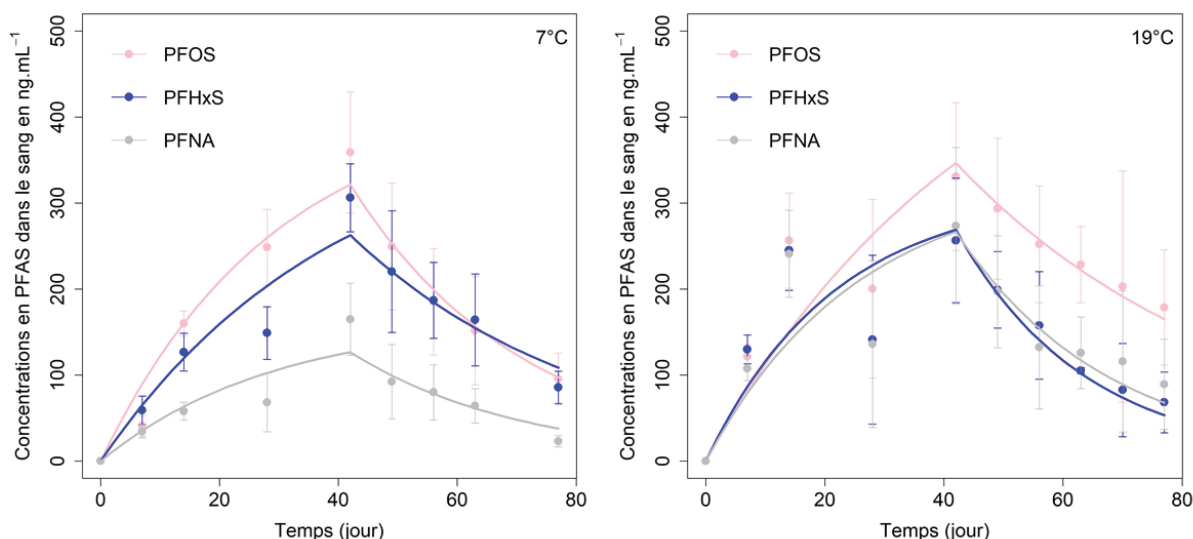 Concentrations en PFAS dans le sang en ng.mL⁻¹
500
400
300
200
100
0
7°C
PFOS
PFHxS
PFNA
0 20 40 60 80
Temps (jour)
Concentrations en PFAS dans le sang en ng.mL⁻¹
500
400
300
200
100
0
19°C
PFOS
PFHxS
PFNA
0 20 40 60 80
Temps (jour)